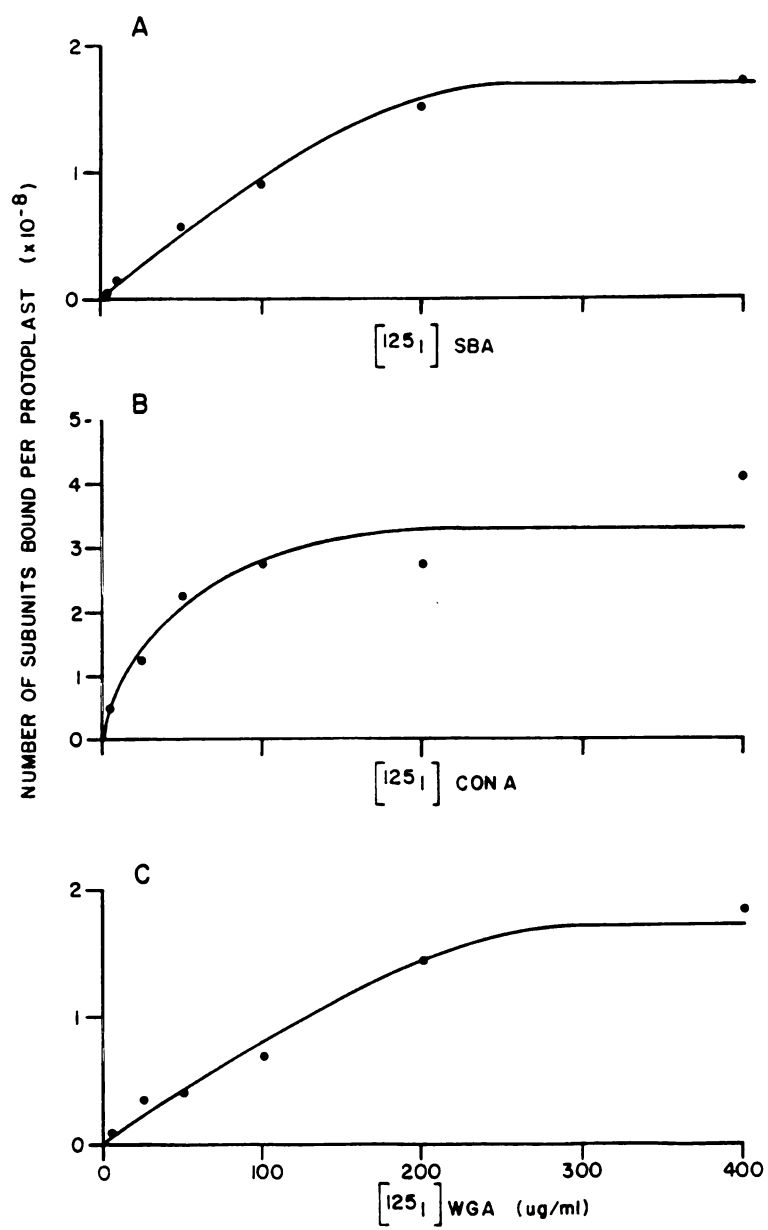 NUMBER OF SUBUNITS BOUND PER PROTOPLAST (x10⁻⁸)
A
2
1
0
[¹²⁵I] SBA
B
5
4
3
2
1
0
[¹²⁵I] CON A
C
2
1
0
0 100 200 300 400
[¹²⁵I] WGA (ug/ml)